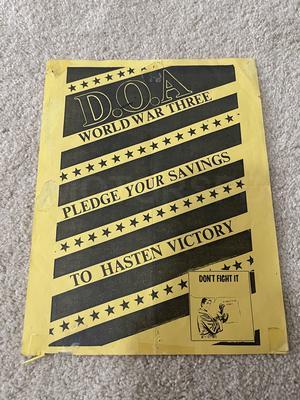 D.O.A
WORLD WAR THREE
PLEDGE YOUR SAVINGS
TO HASTEN VICTORY
DON'T FIGHT IT